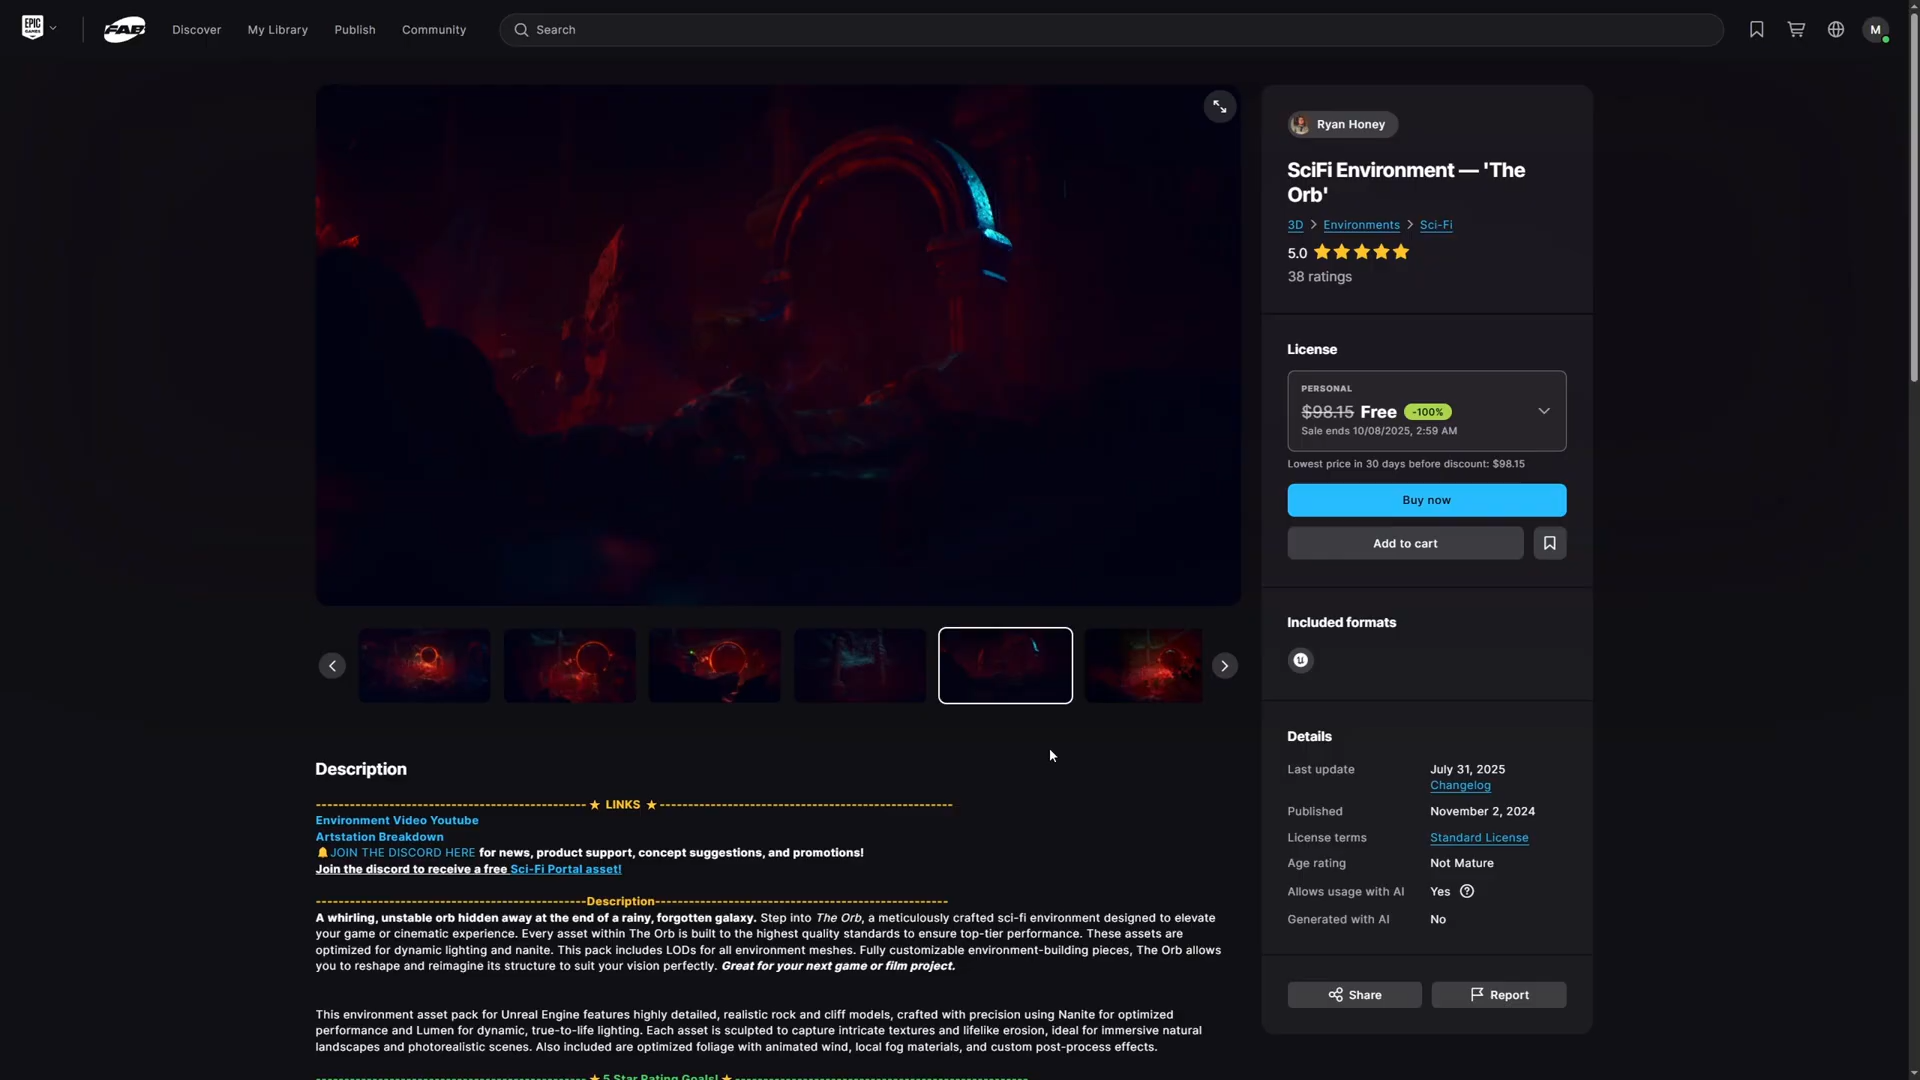 EPIC GAMES
FAB
Discover
My Library
Publish
Community
Search
M
Ryan Honey
SciFi Environment — 'The
Orb'
3D > Environments > Sci-Fi
5.0
38 ratings
License
PERSONAL
$98.15 Free -100%
Sale ends 10/08/2025, 2:59 AM
Lowest price in 30 days before discount: $98.15
Buy now
Add to cart
Included formats
Details
Last update July 31, 2025
Changelog
Published November 2, 2024
License terms Standard License
Age rating Not Mature
Allows usage with AI Yes
Generated with AI No
Share
Report
Description
------------------------------------------------ ★ LINKS ★ ----------------------------------------------------
Environment Video Youtube
Artstation Breakdown
🔔JOIN THE DISCORD HERE for news, product support, concept suggestions, and promotions!
Join the discord to receive a free Sci-Fi Portal asset!
------------------------------------------------Description----------------------------------------------------
A whirling, unstable orb hidden away at the end of a rainy, forgotten galaxy. Step into The Orb, a meticulously crafted sci-fi environment designed to elevate
your game or cinematic experience. Every asset within The Orb is built to the highest quality standards to ensure top-tier performance. These assets are
optimized for dynamic lighting and nanite. This pack includes LODs for all environment meshes. Fully customizable environment-building pieces, The Orb allows
you to reshape and reimagine its structure to suit your vision perfectly. Great for your next game or film project.
This environment asset pack for Unreal Engine features highly detailed, realistic rock and cliff models, crafted with precision using Nanite for optimized
performance and Lumen for dynamic, true-to-life lighting. Each asset is sculpted to capture intricate textures and lifelike erosion, ideal for immersive natural
landscapes and photorealistic scenes. Also included are optimized foliage with animated wind, local fog materials, and custom post-process effects.
------------------------------------------------ ★ 5 Star Rating Goals! ★ ----------------------------------------------------